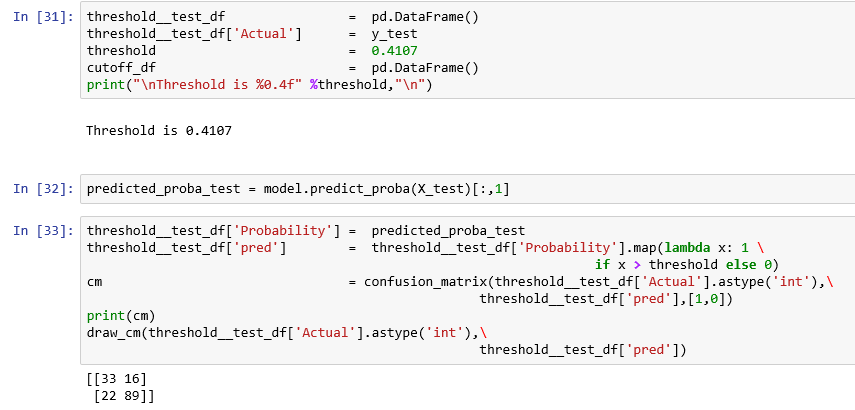 In [31]: threshold__test_df = pd.DataFrame()
threshold__test_df['Actual'] = y_test
threshold = 0.4107
cutoff_df = pd.DataFrame()
print("\nThreshold is %0.4f" %threshold,"\n")
Threshold is 0.4107
In [32]: predicted_proba_test = model.predict_proba(X_test)[:,1]
In [33]: threshold__test_df['Probability'] = predicted_proba_test
threshold__test_df['pred'] = threshold__test_df['Probability'].map(lambda x: 1 \
if x > threshold else 0)
cm = confusion_matrix(threshold__test_df['Actual'].astype('int'),\
threshold__test_df['pred'],[1,0])
print(cm)
draw_cm(threshold__test_df['Actual'].astype('int'),\
threshold__test_df['pred'])
[[33 16]
[22 89]]